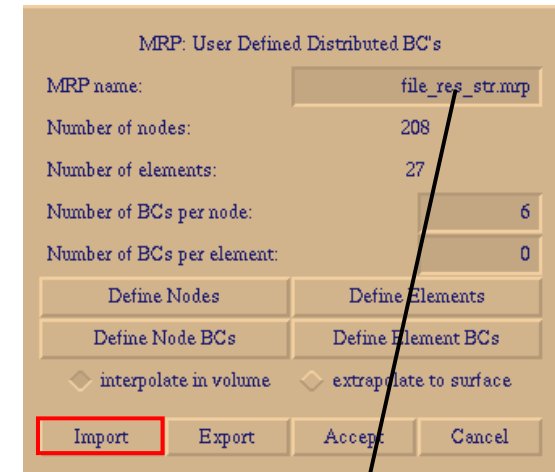 MRP: User Defined Distributed BC's
MRP name: file_res_str.mrp
Number of nodes: 208
Number of elements: 27
Number of BCs per node: 6
Number of BCs per element: 0
Define Nodes Define Elements
Define Node BCs Define Element BCs
interpolate in volume extrapolate to surface
Import Export Accept Cancel